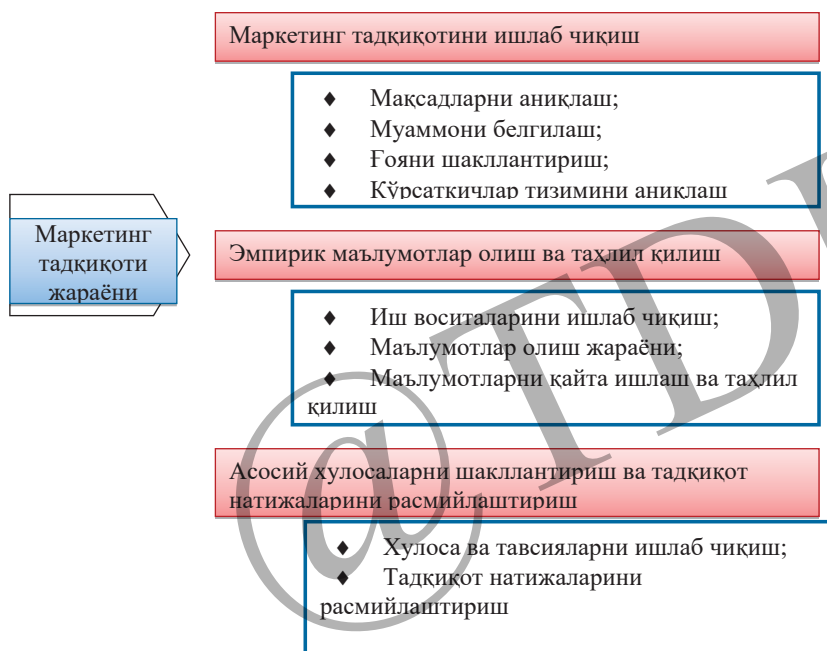 Маркетинг тадқиқотини ишлаб чиқиш
♦ Мақсадларни аниқлаш;
♦ Муаммони белгилаш;
♦ Ғояни шакллантириш;
♦ Кўрсаткичлар тизимини аниқлаш
Маркетинг
тадқиқоти
жараёни
Эмпирик маълумотлар олиш ва таҳлил қилиш
♦ Иш воситаларини ишлаб чиқиш;
♦ Маълумотлар олиш жараёни;
♦ Маълумотларни қайта ишлаш ва таҳлил
қилиш
Асосий хулосаларни шакллантириш ва тадқиқот
натижаларини расмийлаштириш
♦ Хулоса ва тавсияларни ишлаб чиқиш;
♦ Тадқиқот натижаларини
расмийлаштириш